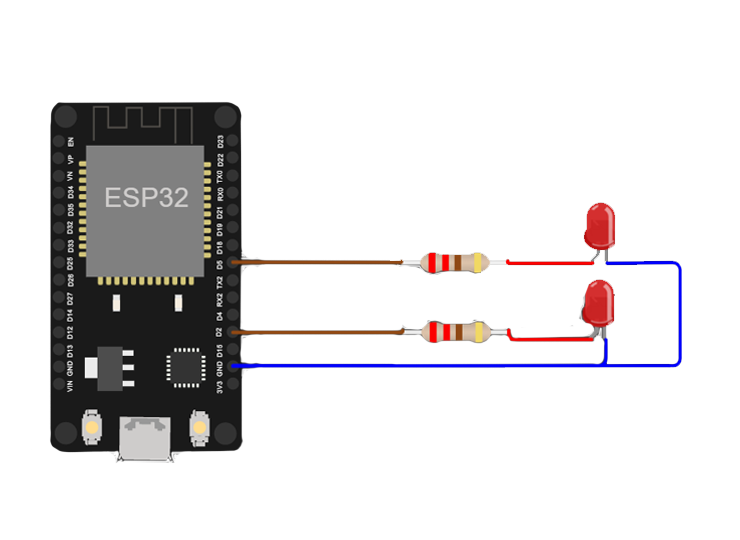 ESP32
EN
VP
VN
D34
D35
D32
D33
D25
D26
D27
D14
D12
D13
GND
VIN
D23
D22
TX0
RX0
D21
D19
D18
D5
TX2
RX2
D4
D2
D15
GND
3V3